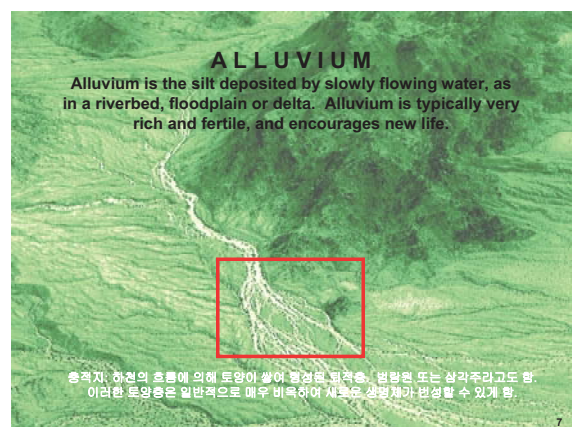 ALLUVIUM
Alluvium is the silt deposited by slowly flowing water, as
in a riverbed, floodplain or delta. Alluvium is typically very
rich and fertile, and encourages new life.
충적지: 하천의 흐름에 의해 토양이 쌓여 형성된 퇴적층. 범람원 또는 삼각주라고도 함.
이러한 토양층은 일반적으로 매우 비옥하여 새로운 생명체가 번성할 수 있게 함.
7